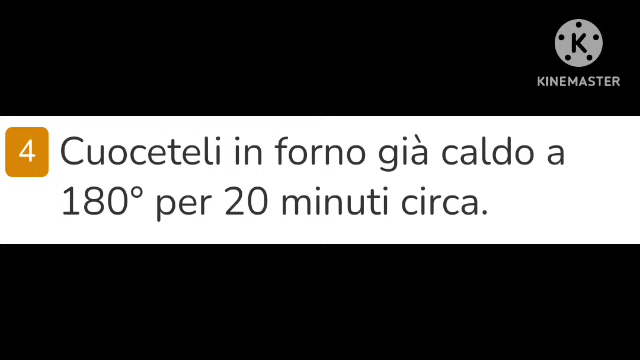 KINEMASTER
4 Cuoceteli in forno già caldo a
180° per 20 minuti circa.